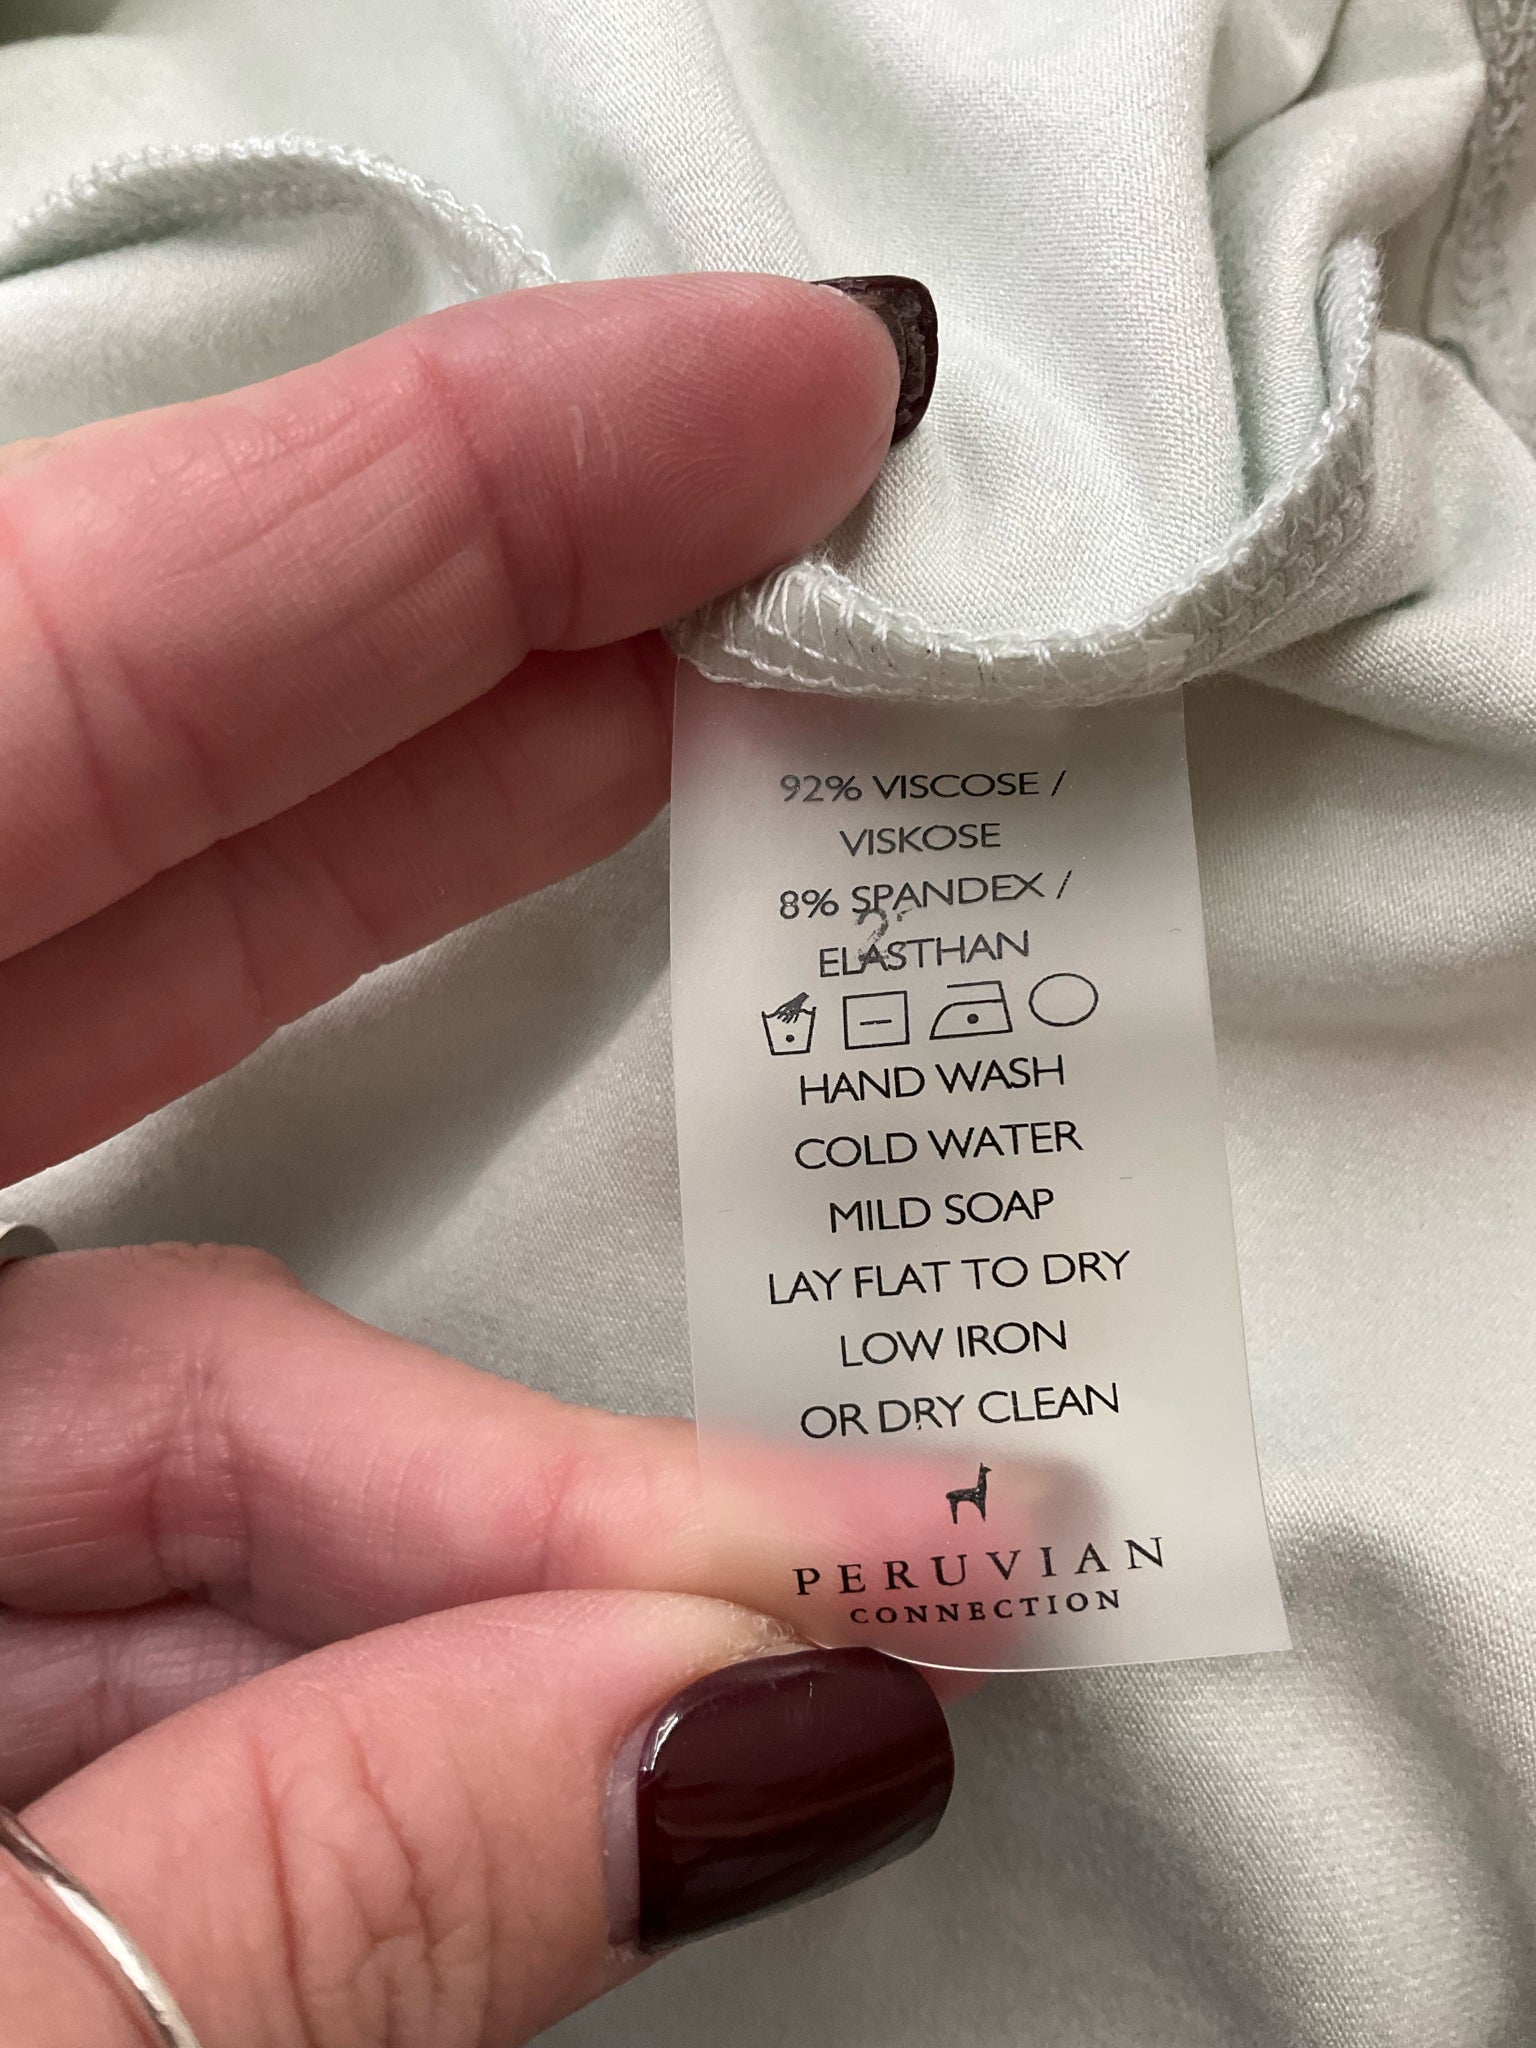 92% VISCOSE /
VISKOSE
8% SPANDEX /
ELASTHAN
HAND WASH
COLD WATER
MILD SOAP
LAY FLAT TO DRY
LOW IRON
OR DRY CLEAN
PERUVIAN
CONNECTION